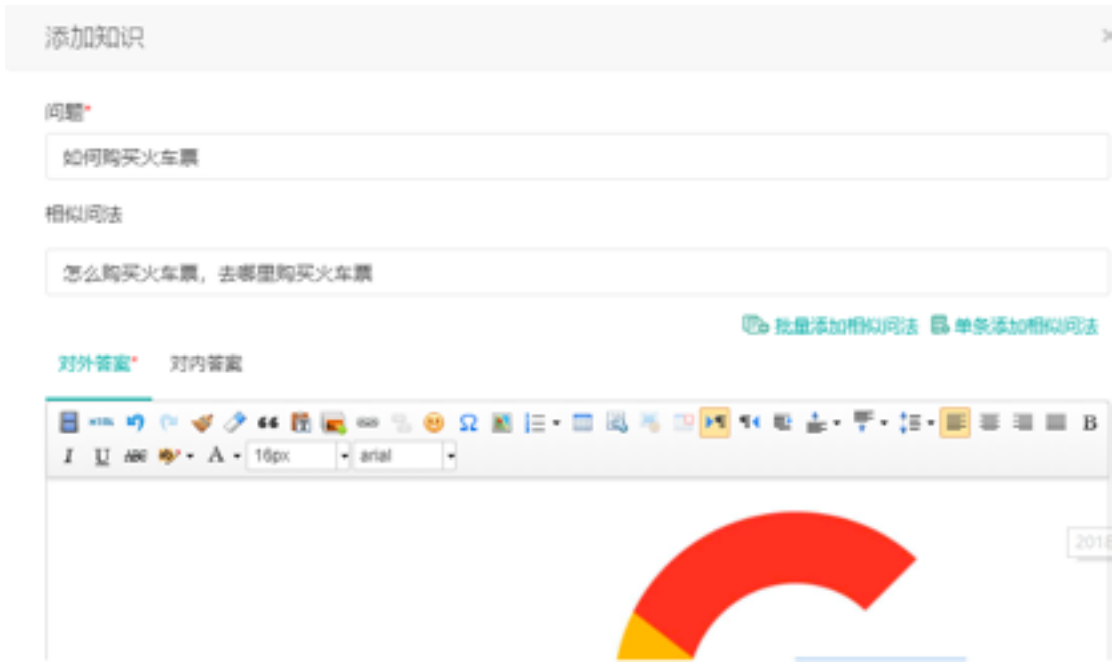 添加知识
问题*
如何购买火车票
相似问法
怎么购买火车票，去哪里购买火车票
批量添加相似问法 单条添加相似问法
对外答案* 对内答案
HTML B
I U ABC A 16px arial
2018